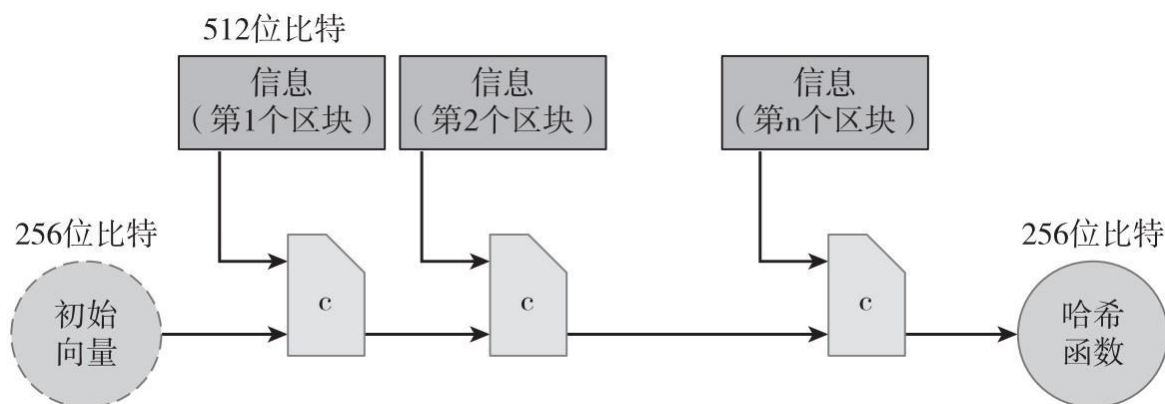 512位比特
信息
（第1个区块）
信息
（第2个区块）
信息
（第n个区块）
256位比特
256位比特
初始
向量
c
c
c
哈希
函数